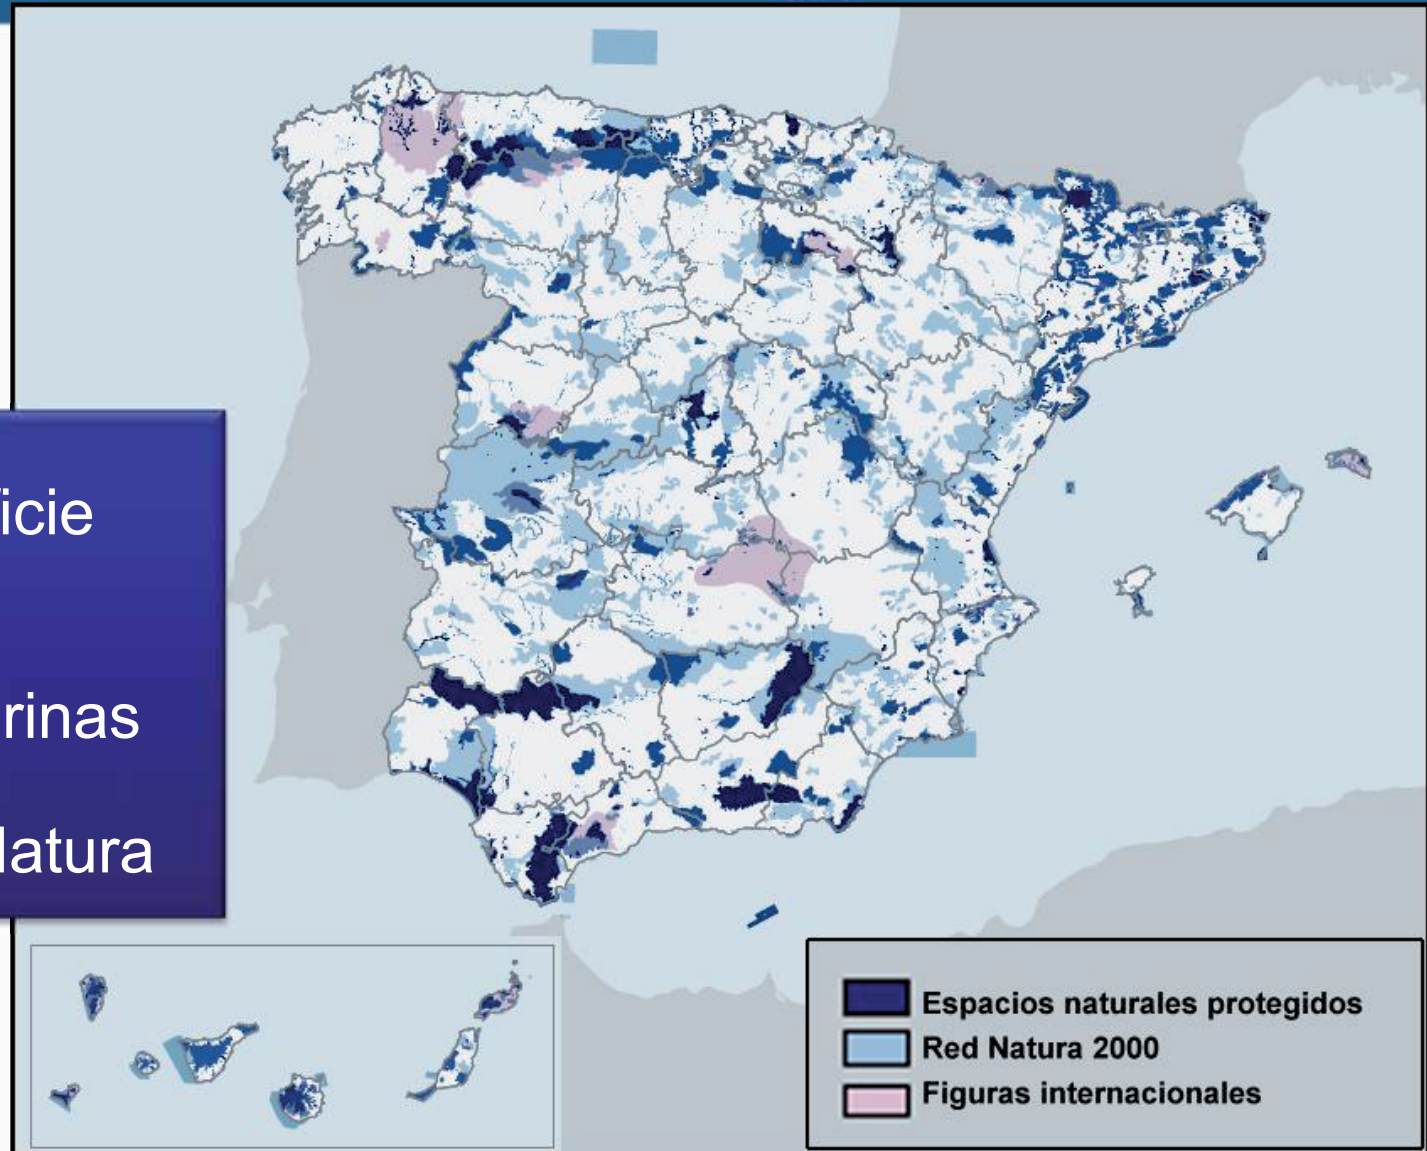 icie
rinas
latura
Espacios naturales protegidos
Red Natura 2000
Figuras internacionales